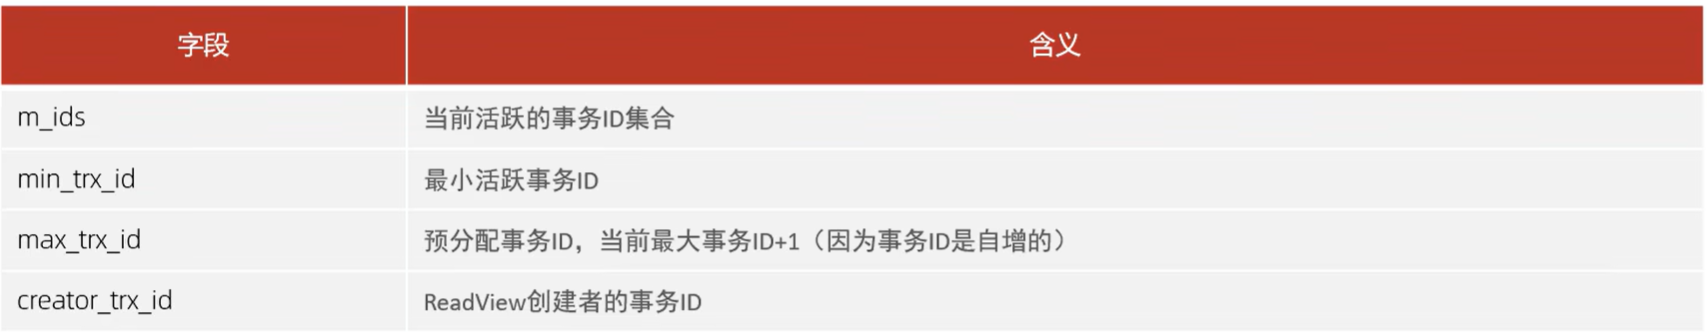 字段 含义
m_ids 当前活跃的事务ID集合
min_trx_id 最小活跃事务ID
max_trx_id 预分配事务ID，当前最大事务ID+1（因为事务ID是自增的）
creator_trx_id ReadView创建者的事务ID